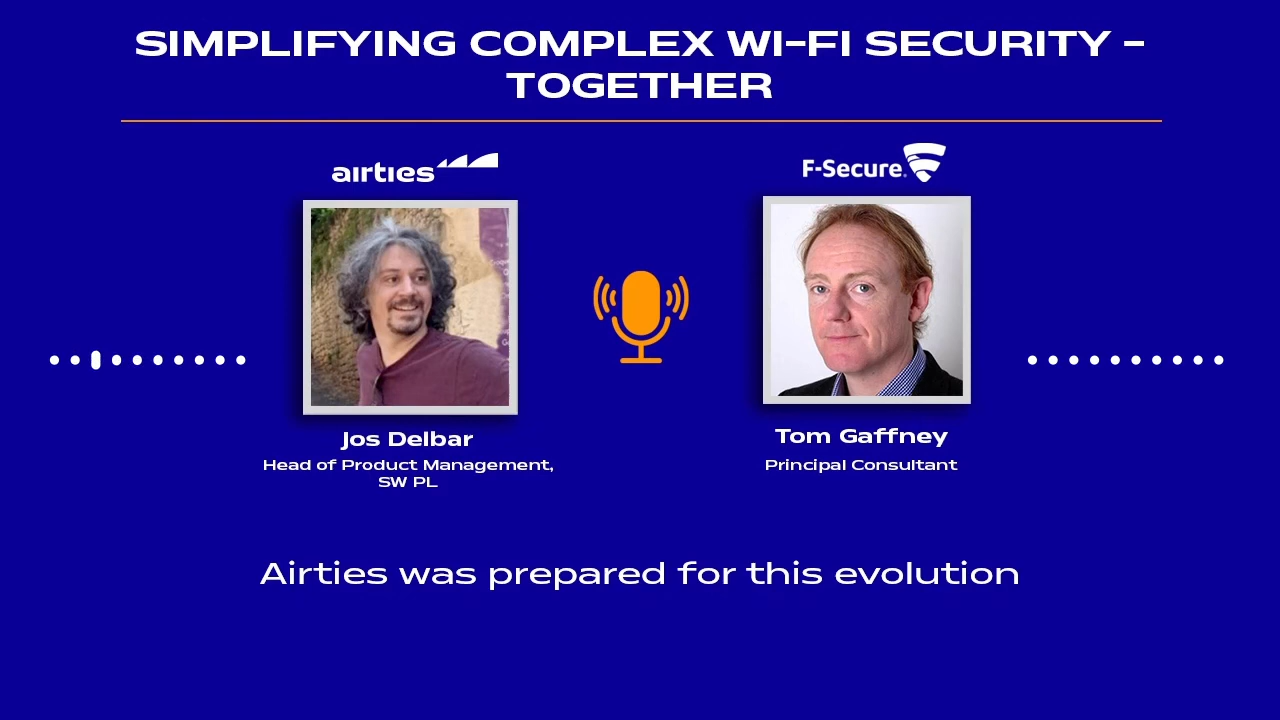 SIMPLIFYING COMPLEX WI-FI SECURITY -
TOGETHER
airties
F-Secure.
Jos Delbar
Head of Product Management,
SW PL
Tom Gaffney
Principal Consultant
Airties was prepared for this evolution